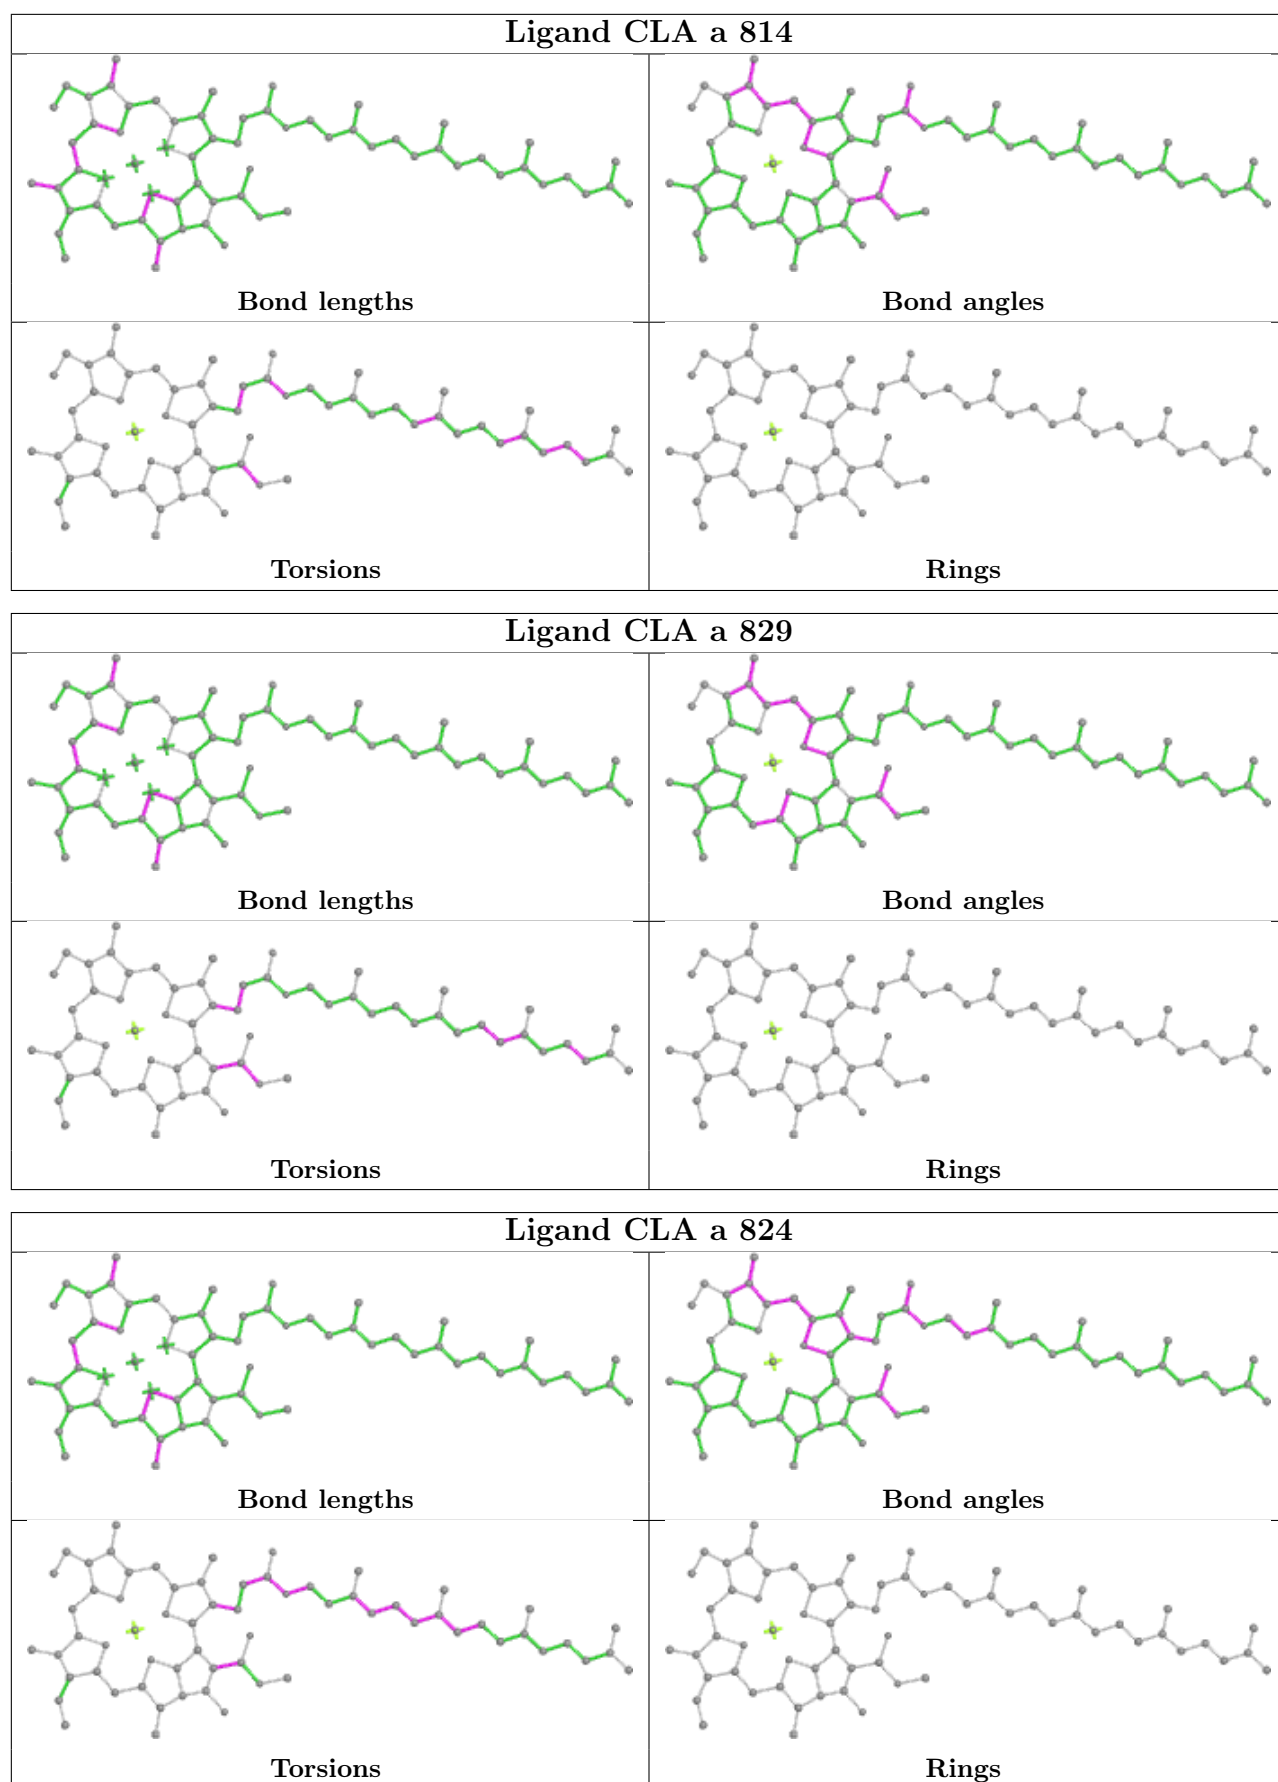 Ligand CLA a 814
Bond lengths
Bond angles
Torsions
Rings
Ligand CLA a 829
Bond lengths
Bond angles
Torsions
Rings
Ligand CLA a 824
Bond lengths
Bond angles
Torsions
Rings